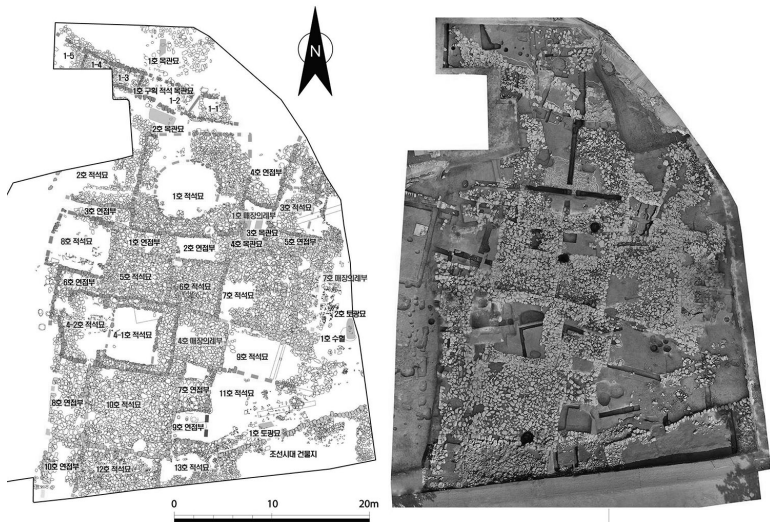 N
1-5
1-4
1-3
1호 목관묘
1호 구획 적석 목관묘
1-2
1-1
2호 목관묘
2호 적석묘
4호 연접부
1호 적석묘
3호 적석묘
3호 연접부
1호 매장의례부
8호 적석묘
1호 연접부
2호 연접부
3호 목관묘
4호 목관묘
5호 연접부
6호 연접부
5호 적석묘
6호 적석묘
7호 적석묘
7호 매장의례부
2호 토광묘
4-2호 적석묘
4-1호 적석묘
4호 매장의례부
1호 수혈
9호 적석묘
7호 연접부
11호 적석묘
8호 연접부
10호 적석묘
9호 연접부
1호 토광묘
조선시대 건물지
10호 연접부
12호 적석묘
13호 적석묘
0 10 20m